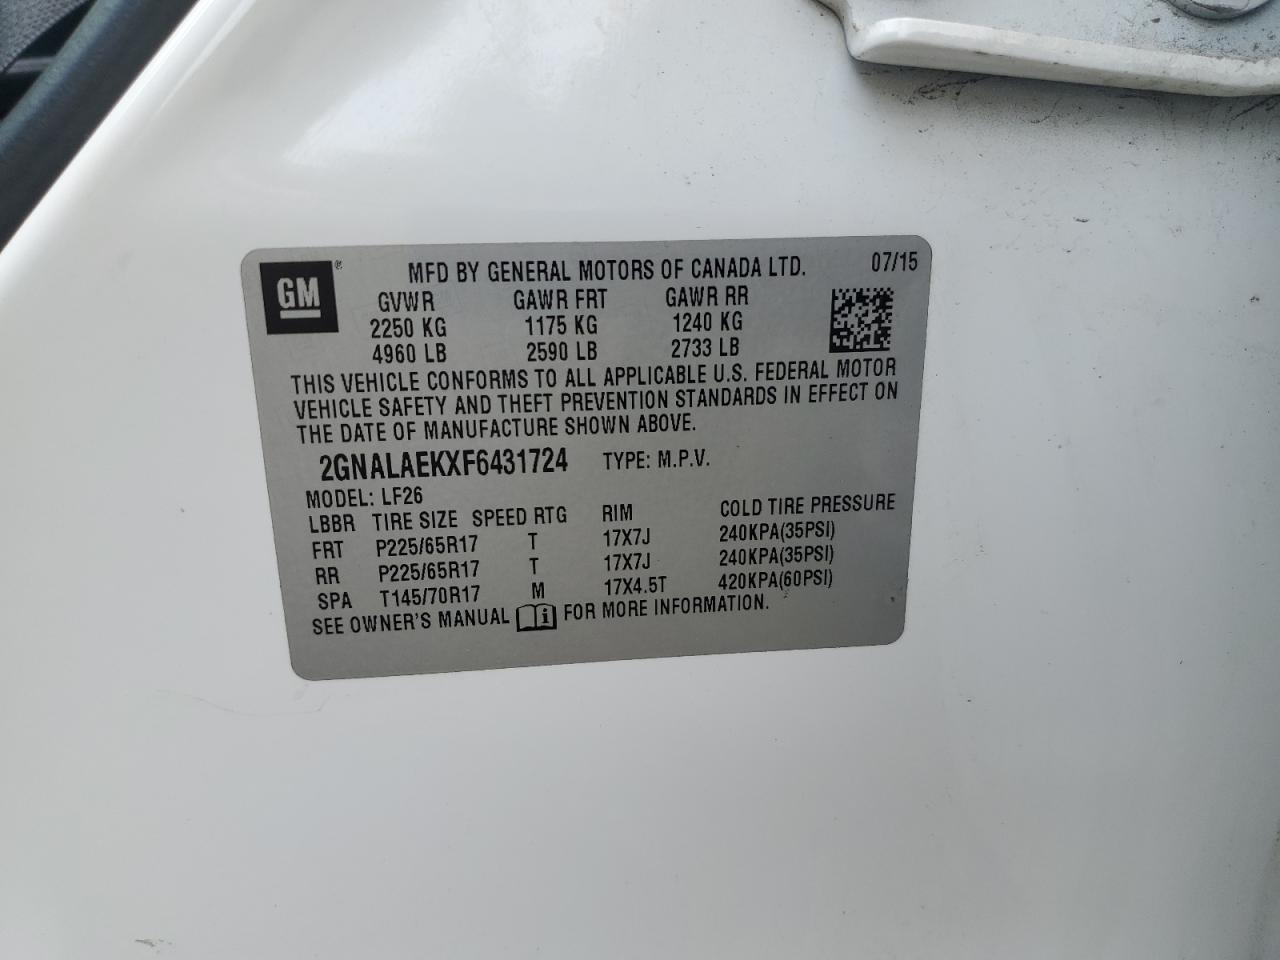 GM ® MFD BY GENERAL MOTORS OF CANADA LTD. 07/15
GVWR GAWR FRT GAWR RR
2250 KG 1175 KG 1240 KG
4960 LB 2590 LB 2733 LB
THIS VEHICLE CONFORMS TO ALL APPLICABLE U.S. FEDERAL MOTOR
VEHICLE SAFETY AND THEFT PREVENTION STANDARDS IN EFFECT ON
THE DATE OF MANUFACTURE SHOWN ABOVE.
2GNALAEKXF6431724 TYPE: M.P.V.
MODEL: LF26
LBBR TIRE SIZE SPEED RTG RIM COLD TIRE PRESSURE
FRT P225/65R17 T 17X7J 240KPA(35PSI)
RR P225/65R17 T 17X7J 240KPA(35PSI)
SPA T145/70R17 M 17X4.5T 420KPA(60PSI)
SEE OWNER'S MANUAL i FOR MORE INFORMATION.